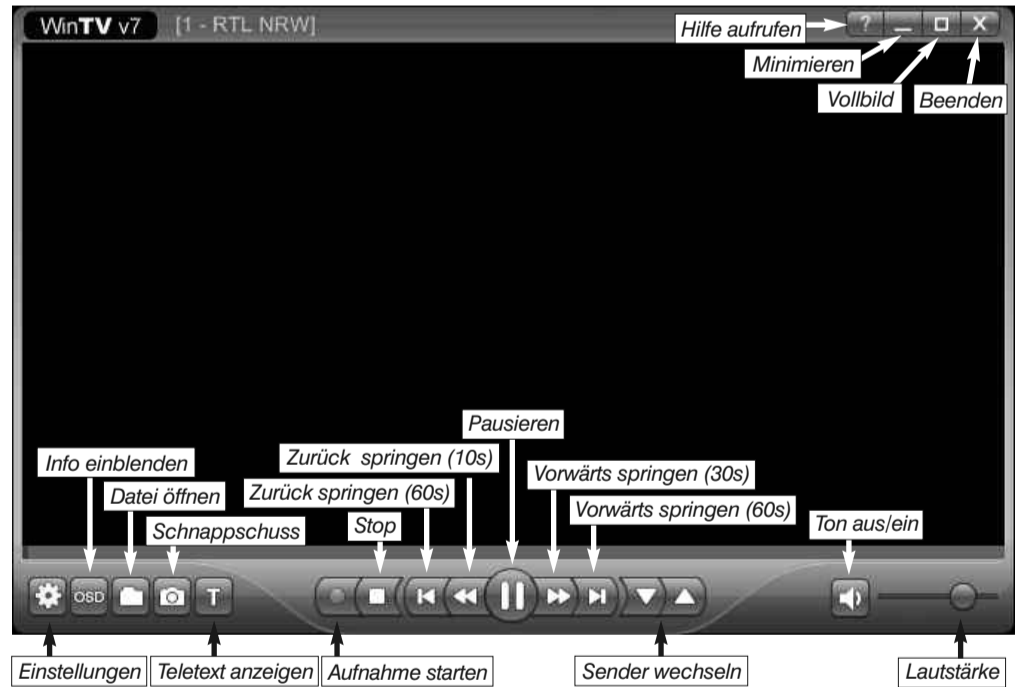 WinTV v7 [1 - RTL NRW]
Hilfe aufrufen
?
X
Minimieren
Vollbild
Beenden
Pausieren
Info einblenden
Zurück springen (10s)
Vorwärts springen (30s)
Datei öffnen
Zurück springen (60s)
Vorwärts springen (60s)
Schnappschuss
Stop
Ton aus/ein
OSD
T
Einstellungen
Teletext anzeigen
Aufnahme starten
Sender wechseln
Lautstärke